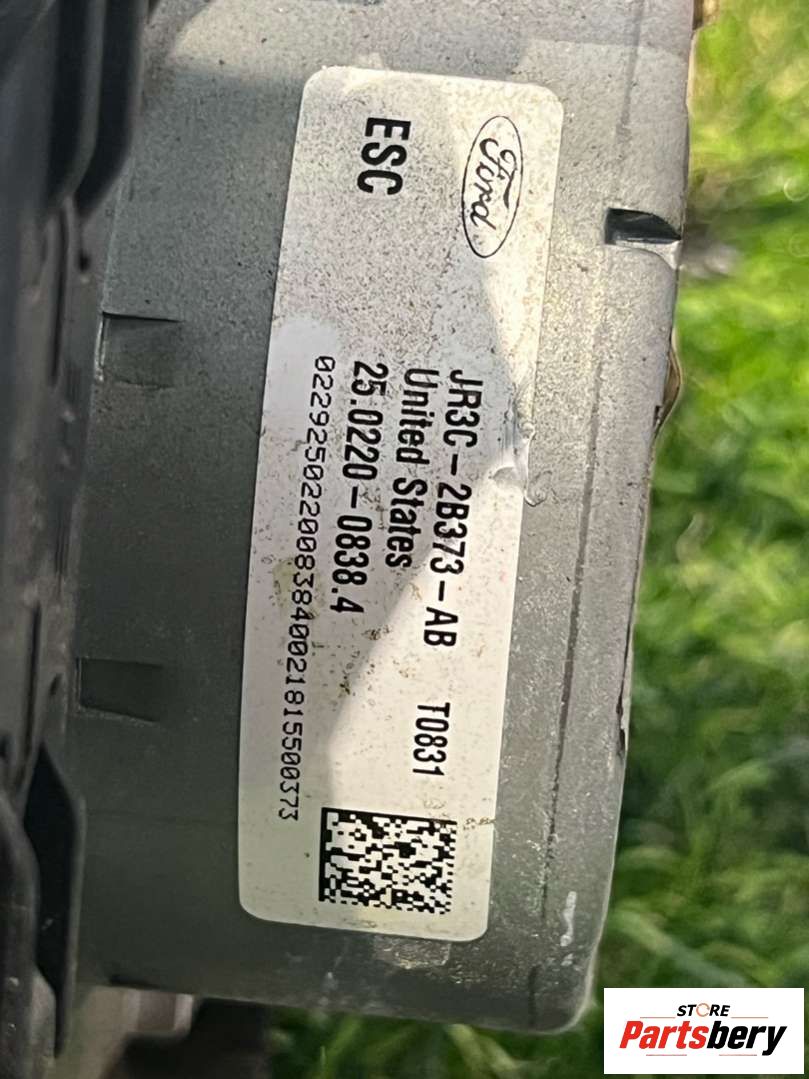 Ford
ESC
JR3C-2B373-AB T0831
United States
25.0220-0838.4
0229250220083840021815500373
STORE
Partsbery